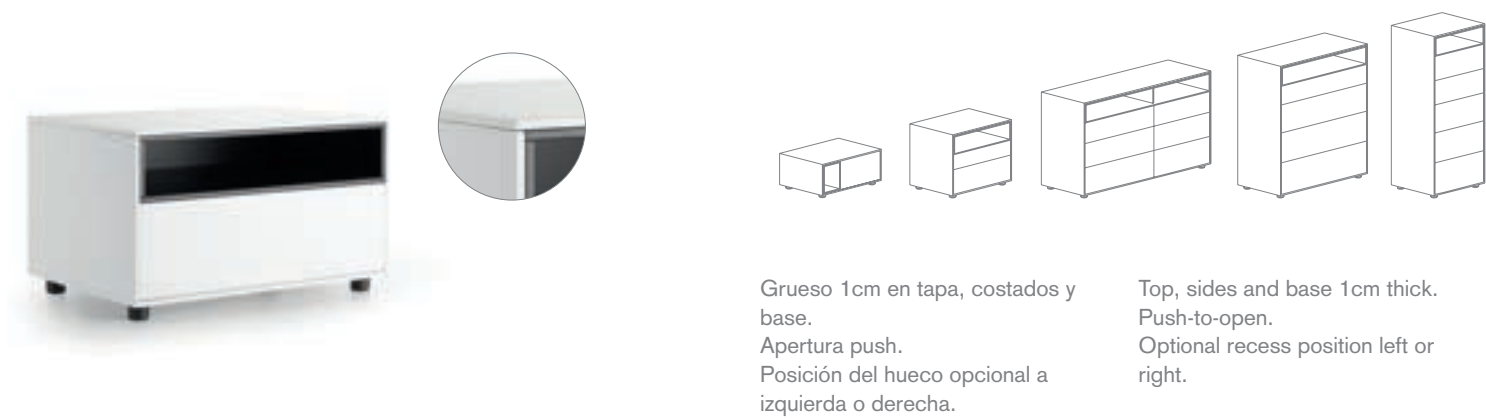 Grueso 1cm en tapa, costados y
base.
Apertura push.
Posición del hueco opcional a
izquierda o derecha.
Top, sides and base 1cm thick.
Push-to-open.
Optional recess position left or
right.